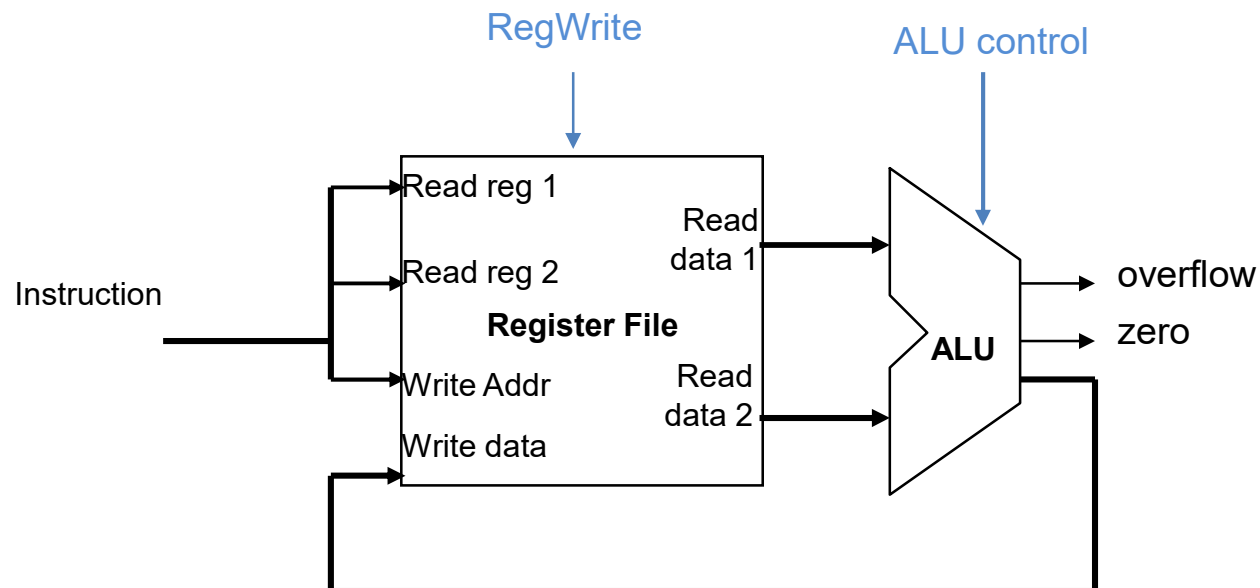 RegWrite
ALU control
Read reg 1
Read
data 1
Read reg 2
Instruction
Register File
overflow
zero
ALU
Write Addr
Read
data 2
Write data